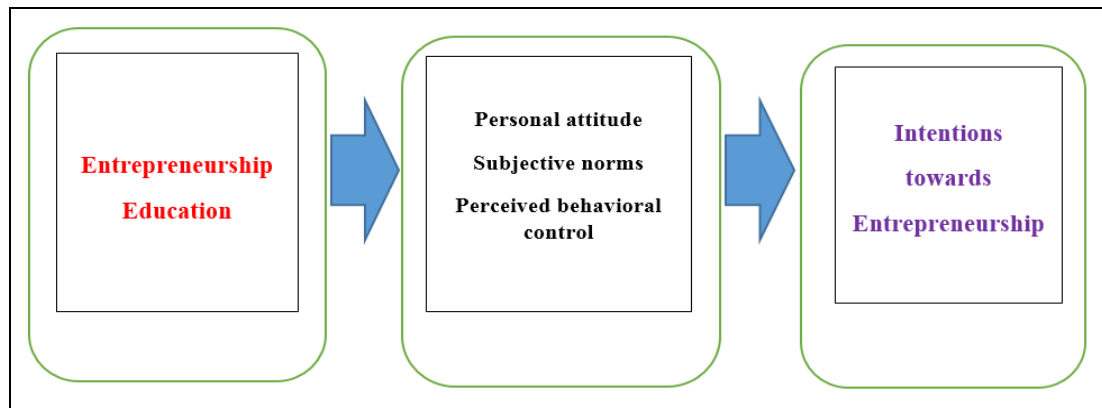 Entrepreneurship
Education
Personal attitude
Subjective norms
Perceived behavioral
control
Intentions
towards
Entrepreneurship